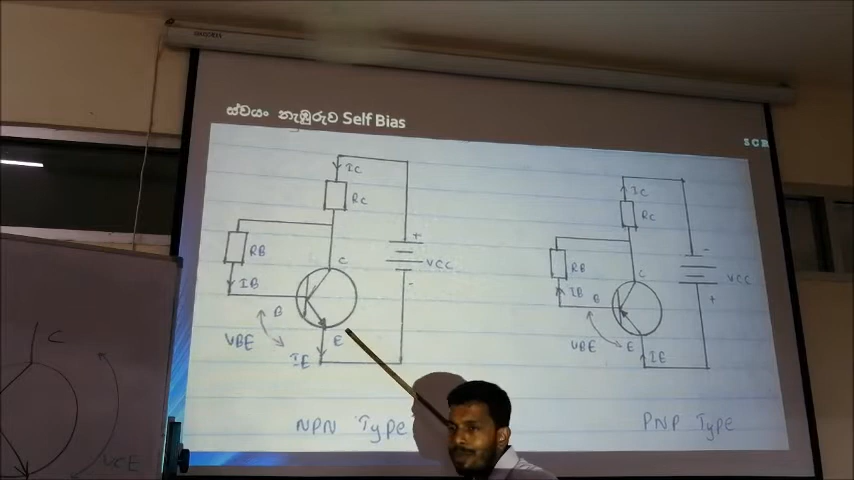 ස්වයං නැඹුරුව Self Bias
SCR
IC
RC
RB
IB
C
B
VBE
E
IE
+
VCC
-
NPN Type
IC
RC
RB
IB
C
B
VBE
E
IE
-
VCC
+
PNP Type
C
VCE